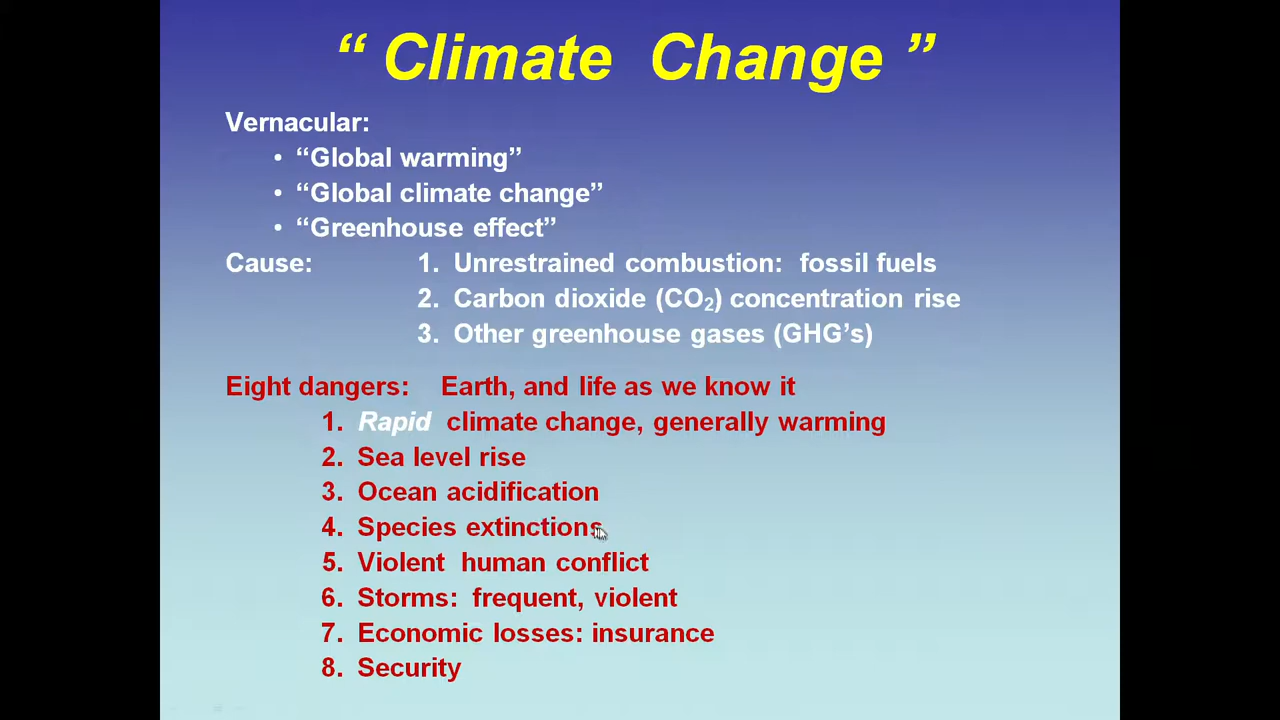 “ Climate Change ”
Vernacular:
• “Global warming”
• “Global climate change”
• “Greenhouse effect”
Cause: 1. Unrestrained combustion: fossil fuels
2. Carbon dioxide (CO₂) concentration rise
3. Other greenhouse gases (GHG’s)
Eight dangers: Earth, and life as we know it
1. Rapid climate change, generally warming
2. Sea level rise
3. Ocean acidification
4. Species extinctions
5. Violent human conflict
6. Storms: frequent, violent
7. Economic losses: insurance
8. Security